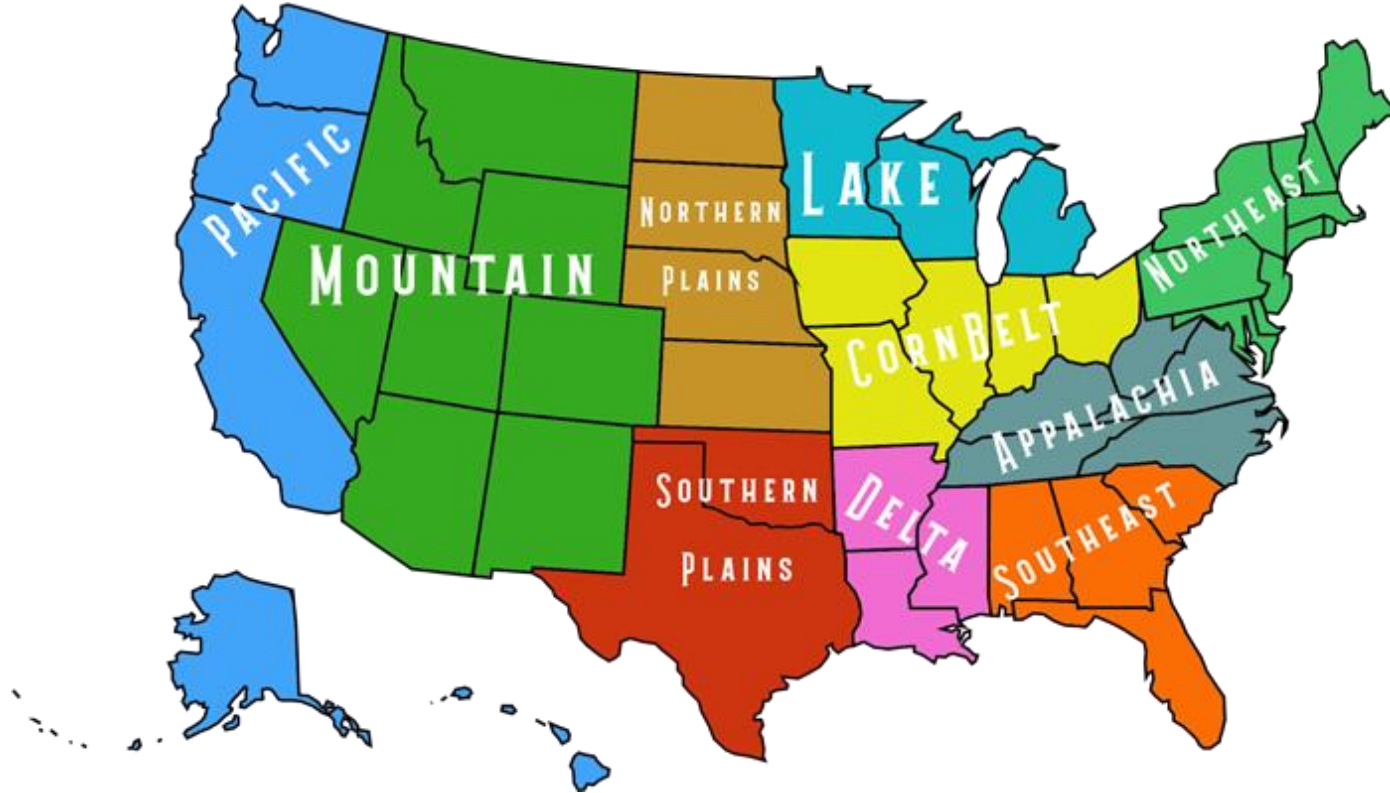 Pacific
Mountain
Northern
Plains
Lake
CornBelt
Northeast
Appalachia
Southern
Plains
Delta
Southeast